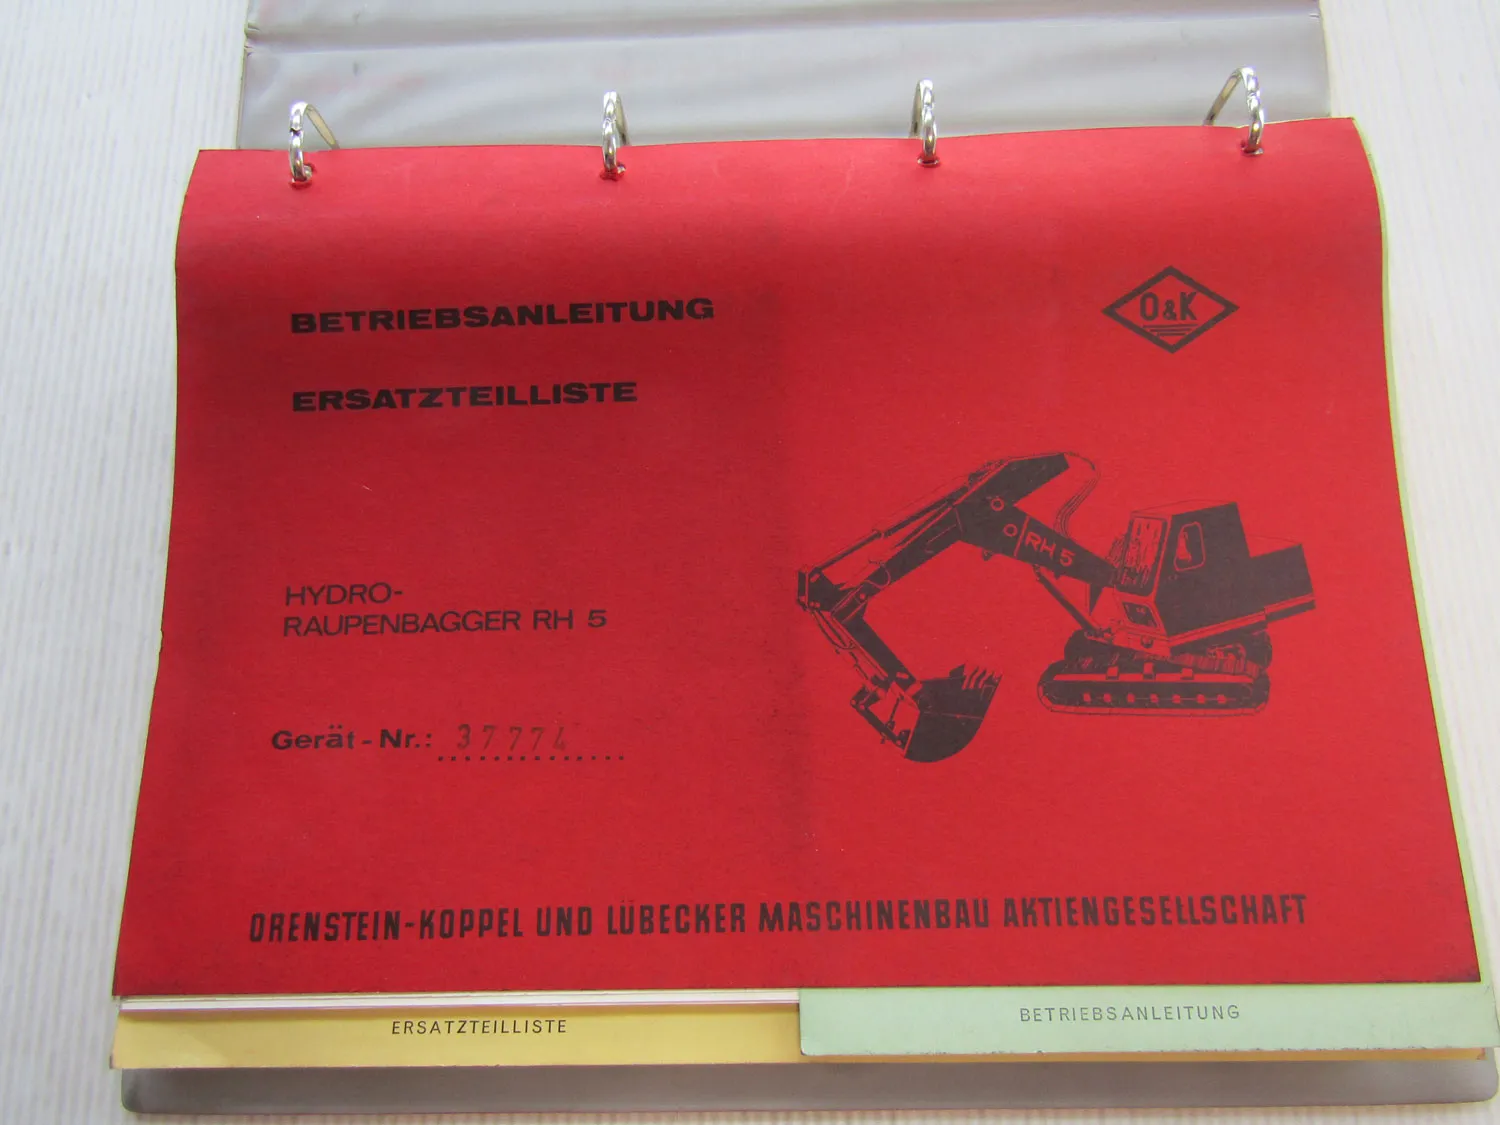 BETRIEBSANLEITUNG
ERSATZTEILLISTE
O&K
RH 5
HYDRO-
RAUPENBAGGER RH 5
Gerät-Nr.: 37774
ORENSTEIN-KOPPEL UND LÜBECKER MASCHINENBAU AKTIENGESELLSCHAFT
ERSATZTEILLISTE
BETRIEBSANLEITUNG